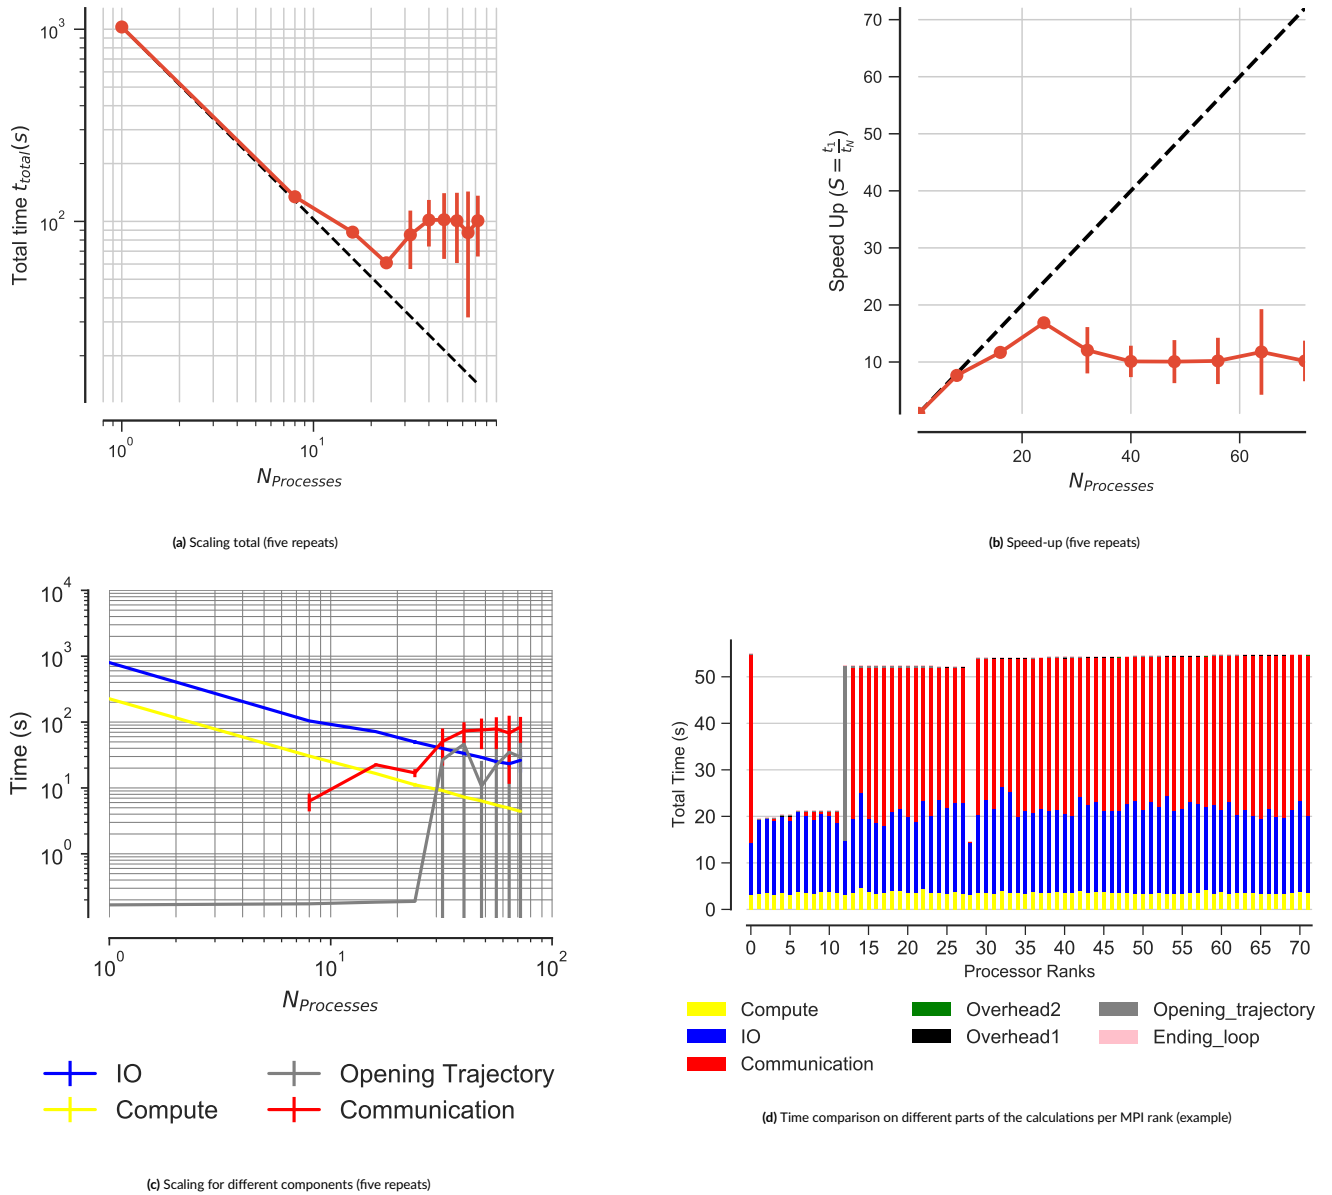 10^3
10^2
Total time t_total(s)
10^0 10^1
N_Processes
(a) Scaling total (five repeats)
70
60
50
40
30
20
10
Speed Up (S = t_1/t_N)
20 40 60
N_Processes
(b) Speed-up (five repeats)
10^4
10^3
10^2
10^1
10^0
Time (s)
10^0 10^1 10^2
N_Processes
IO Opening Trajectory
Compute Communication
(c) Scaling for different components (five repeats)
50
40
30
20
10
0
Total Time (s)
0 5 10 15 20 25 30 35 40 45 50 55 60 65 70
Processor Ranks
Compute Overhead2 Opening_trajectory
IO Overhead1 Ending_loop
Communication
(d) Time comparison on different parts of the calculations per MPI rank (example)